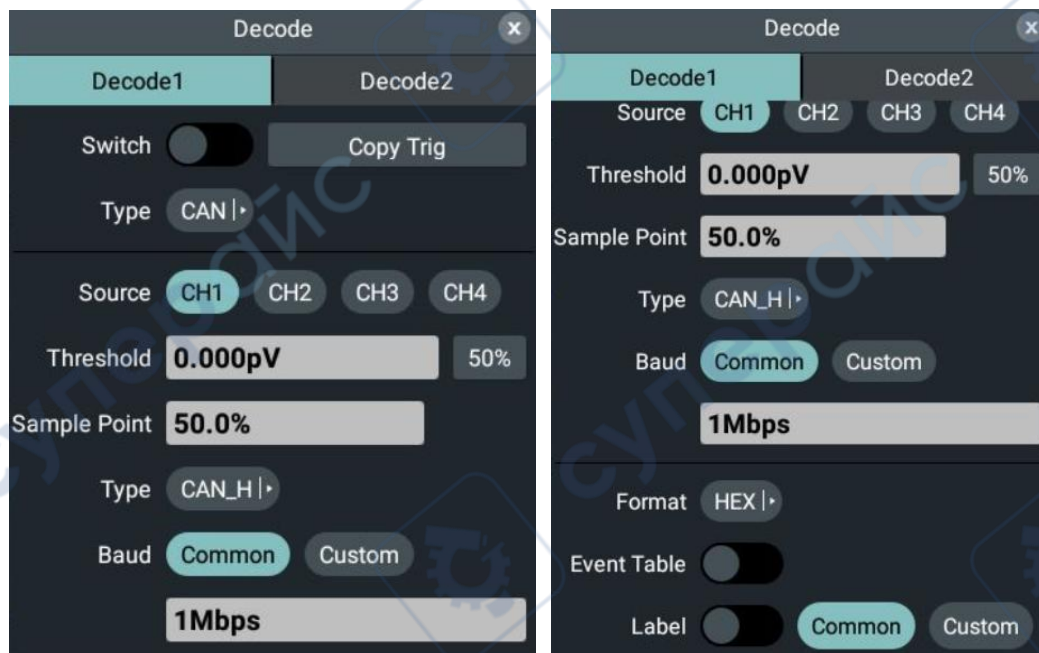 Decode x
Decode1 Decode2
Switch Copy Trig
Type CAN
Source CH1 CH2 CH3 CH4
Threshold 0.000pV 50%
Sample Point 50.0%
Type CAN_H
Baud Common Custom
1Mbps
Decode x
Decode1 Decode2
Source CH1 CH2 CH3 CH4
Threshold 0.000pV 50%
Sample Point 50.0%
Type CAN_H
Baud Common Custom
1Mbps
Format HEX
Event Table
Label Common Custom
суперайс
суперайс